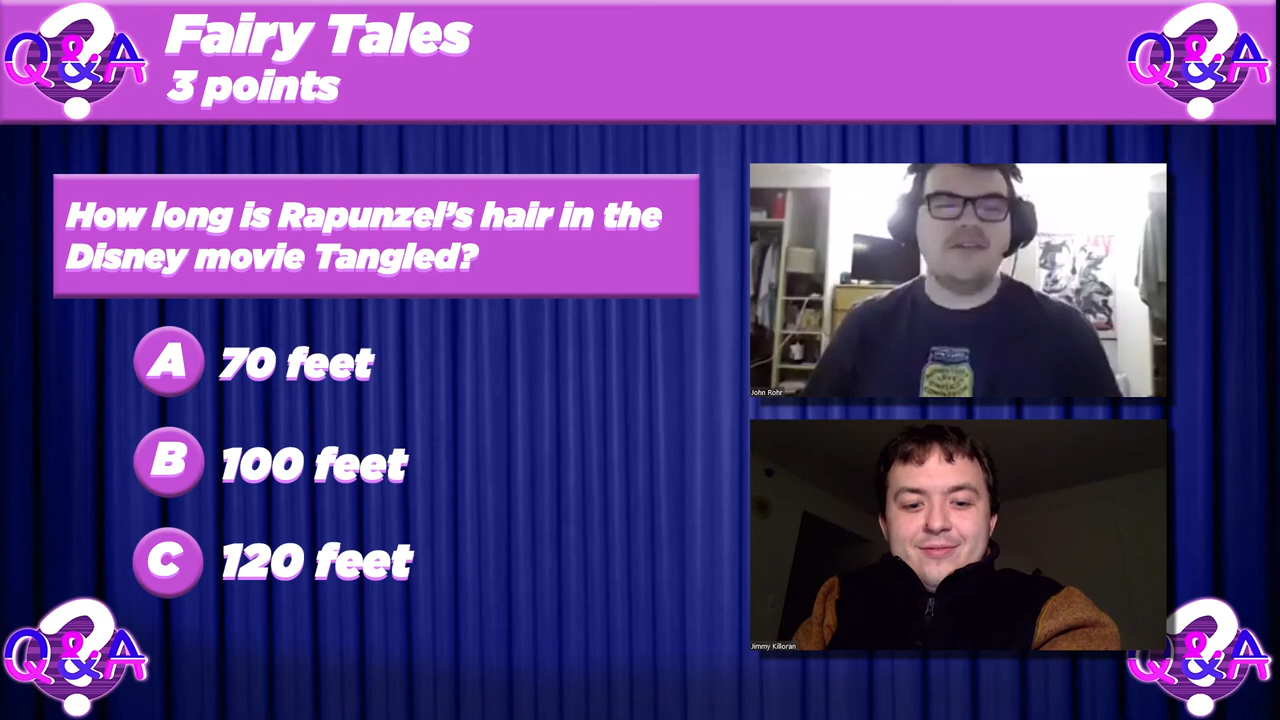 Q&A
Fairy Tales
3 points
Q&A
How long is Rapunzel's hair in the
Disney movie Tangled?
A 70 feet
B 100 feet
C 120 feet
John Rohr
Jimmy Killoran
Q&A
Q&A